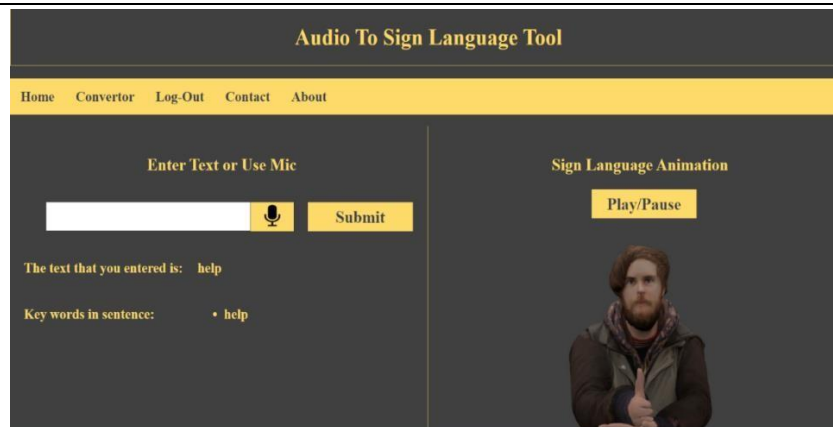 Audio To Sign Language Tool
Home Convertor Log-Out Contact About
Enter Text or Use Mic
Submit
The text that you entered is: help
Key words in sentence: • help
Sign Language Animation
Play/Pause